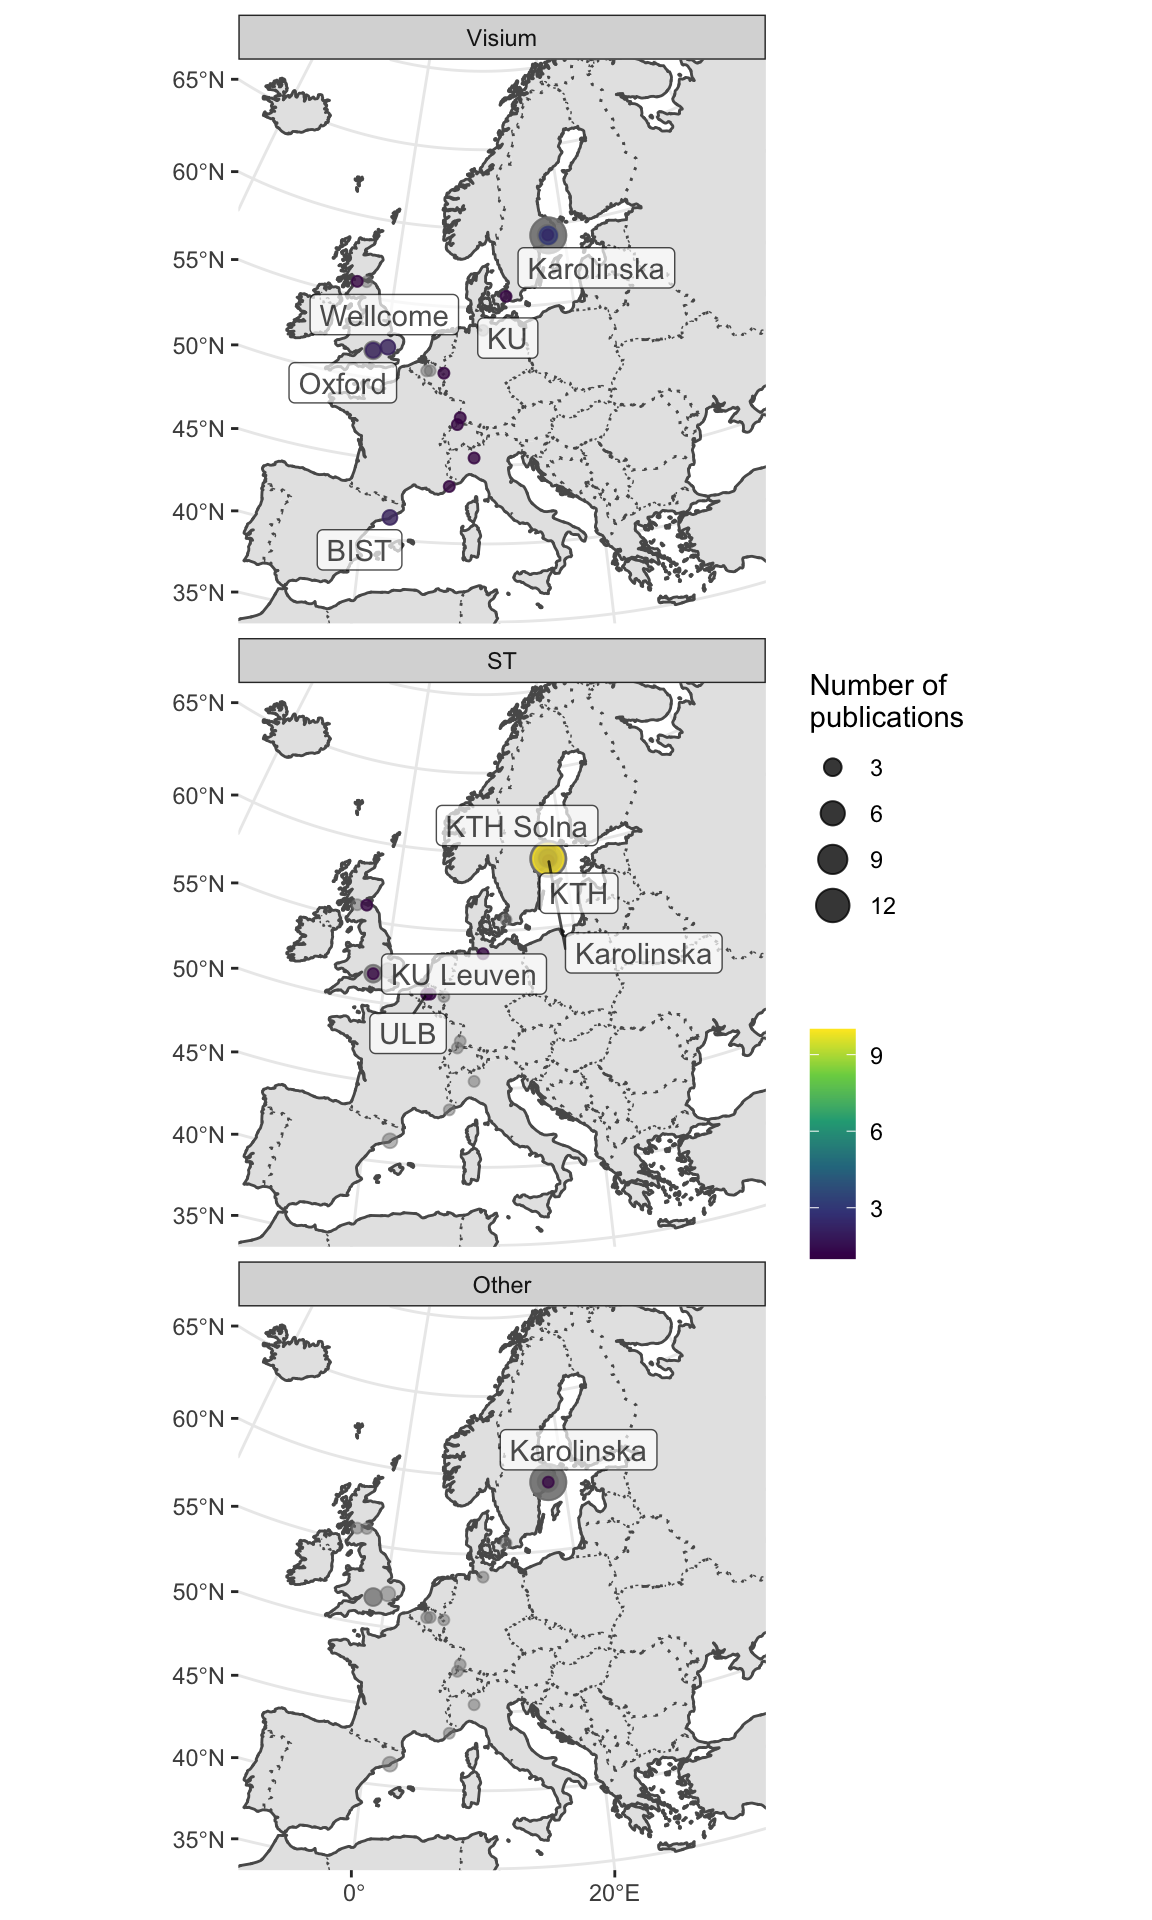 Visium
65°N
60°N
55°N
50°N
45°N
40°N
35°N
Karolinska
Wellcome
KU
Oxford
BIST
ST
65°N
60°N
55°N
50°N
45°N
40°N
35°N
KTH Solna
KTH
Karolinska
KU Leuven
ULB
Number of
publications
3
6
9
12
9
6
3
Other
65°N
60°N
55°N
50°N
45°N
40°N
35°N
Karolinska
0°
20°E